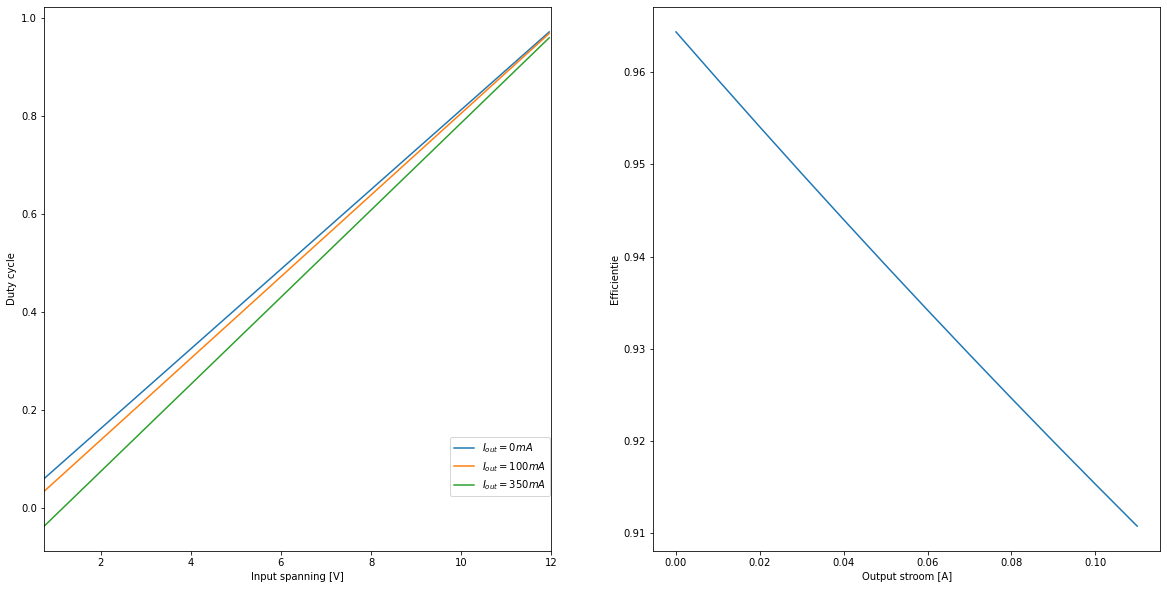 1.0
0.8
0.6
0.4
0.2
0.0
Duty cycle
2 4 6 8 10 12
Input spanning [V]
I_out = 0mA
I_out = 100mA
I_out = 350mA
0.96
0.95
0.94
0.93
0.92
0.91
Efficientie
0.00 0.02 0.04 0.06 0.08 0.10
Output stroom [A]